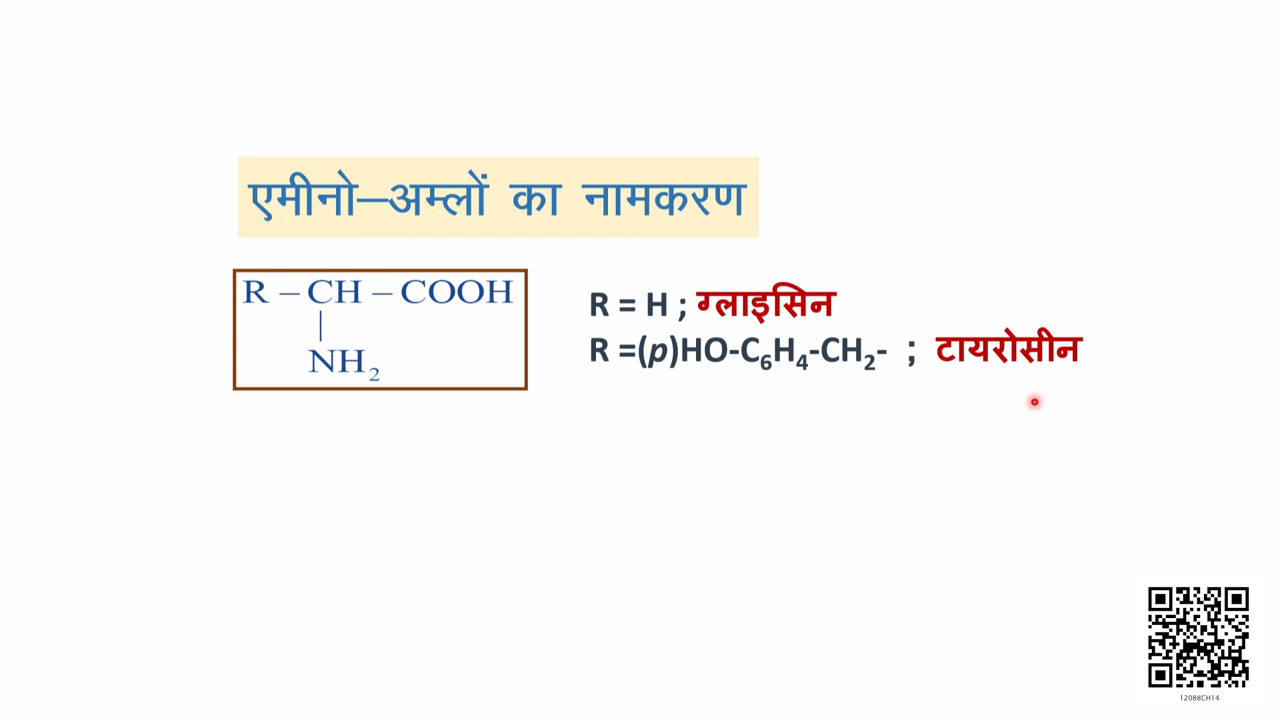 एमीनो–अम्लों का नामकरण
R – CH – COOH
|
NH₂
R = H ; ग्लाइसिन
R =(p)HO-C₆H₄-CH₂- ; टायरोसीन
12088CH14